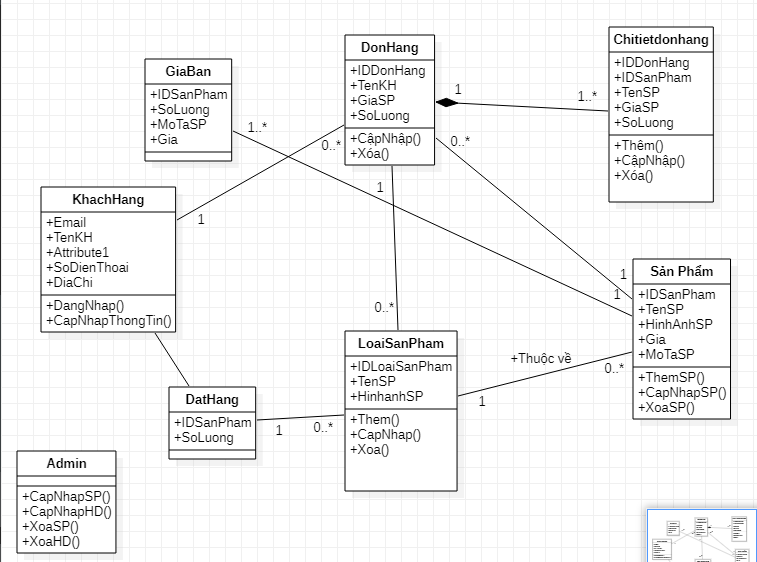 GiaBan
+IDSanPham
+SoLuong
+MoTaSP
+Gia
DonHang
+IDDonHang
+TenKH
+GiaSP
+SoLuong
+CậpNhập()
+Xóa()
Chitietdonhang
+IDDonHang
+IDSanPham
+TenSP
+GiaSP
+SoLuong
+Thêm()
+CậpNhập()
+Xóa()
1
1..*
1..*
0..*
0..*
1
1
KhachHang
+Email
+TenKH
+Attribute1
+SoDienThoai
+DiaChi
+DangNhap()
+CapNhapThongTin()
Sản Phẩm
+IDSanPham
+TenSP
+HinhAnhSP
+Gia
+MoTaSP
+ThemSP()
+CapNhapSP()
+XoaSP()
1
1
0..*
LoaiSanPham
+IDLoaiSanPham
+TenSP
+HinhanhSP
+Them()
+CapNhap()
+Xoa()
+Thuộc về
0..*
1
DatHang
+IDSanPham
+SoLuong
1
0..*
Admin
+CapNhapSP()
+CapNhapHD()
+XoaSP()
+XoaHD()